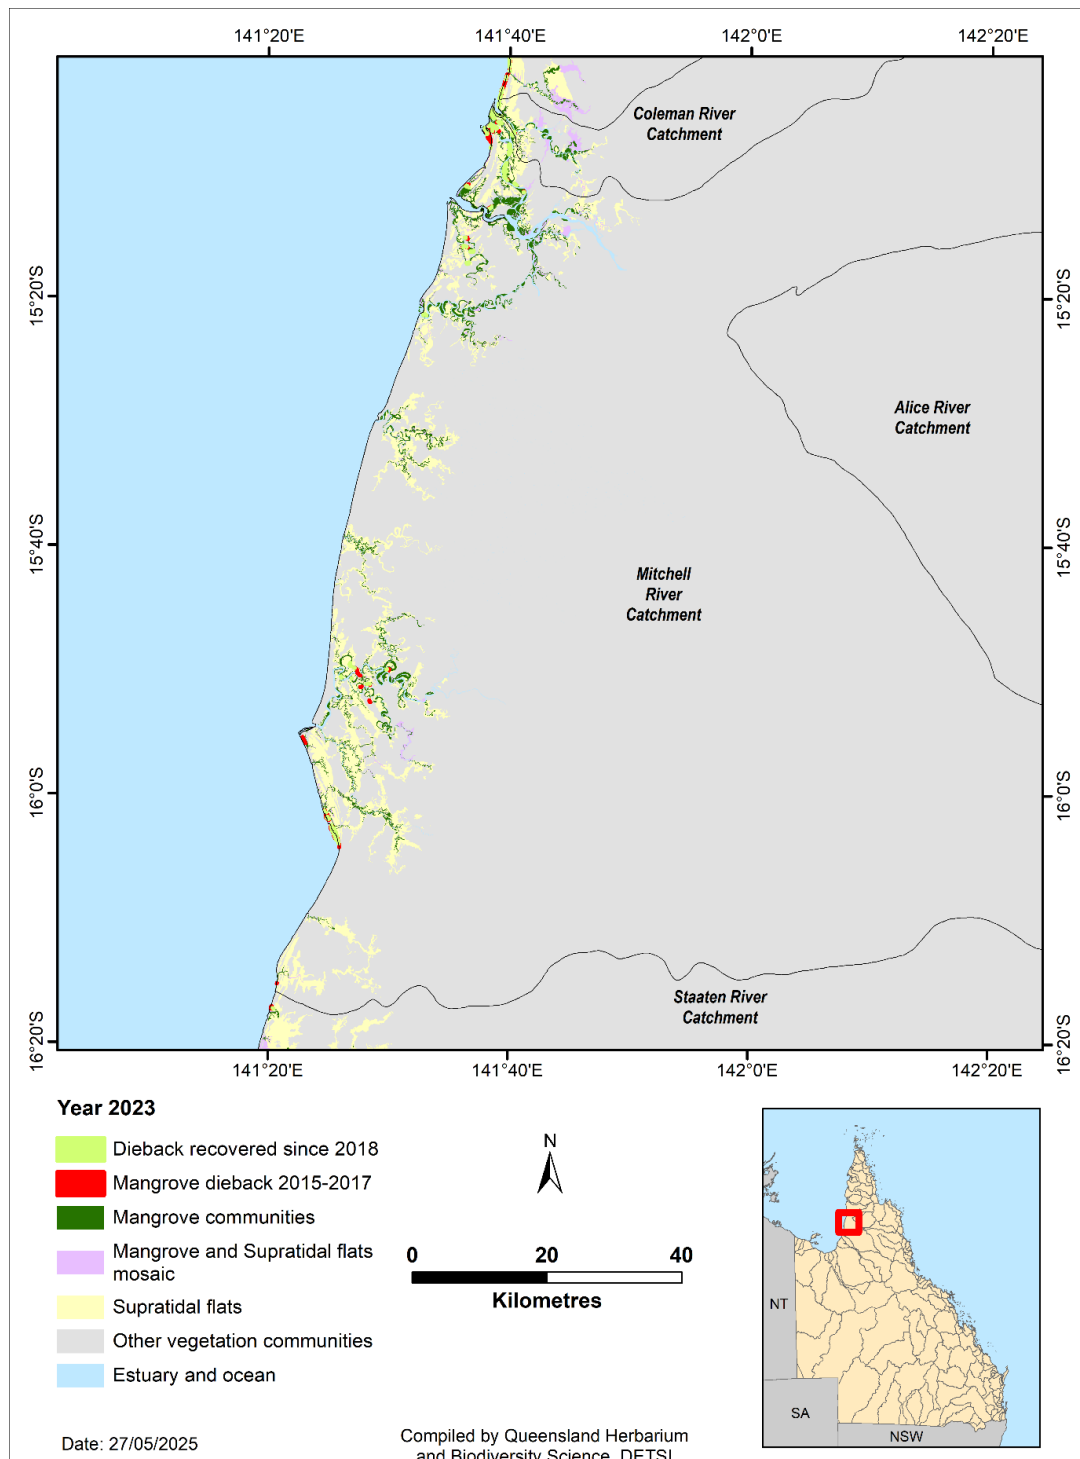 141°20'E 141°40'E 142°0'E 142°20'E
Coleman River
Catchment
15°20'S
15°20'S
Alice River
Catchment
15°40'S
15°40'S
Mitchell
River
Catchment
16°0'S
16°0'S
Staaten River
Catchment
16°20'S
16°20'S
141°20'E 141°40'E 142°0'E 142°20'E
Year 2023
Dieback recovered since 2018
Mangrove dieback 2015-2017
Mangrove communities
Mangrove and Supratidal flats
mosaic
Supratidal flats
Other vegetation communities
Estuary and ocean
N
0 20 40
Kilometres
NT
SA
NSW
Date: 27/05/2025
Compiled by Queensland Herbarium
and Biodiversity Science, DETSI